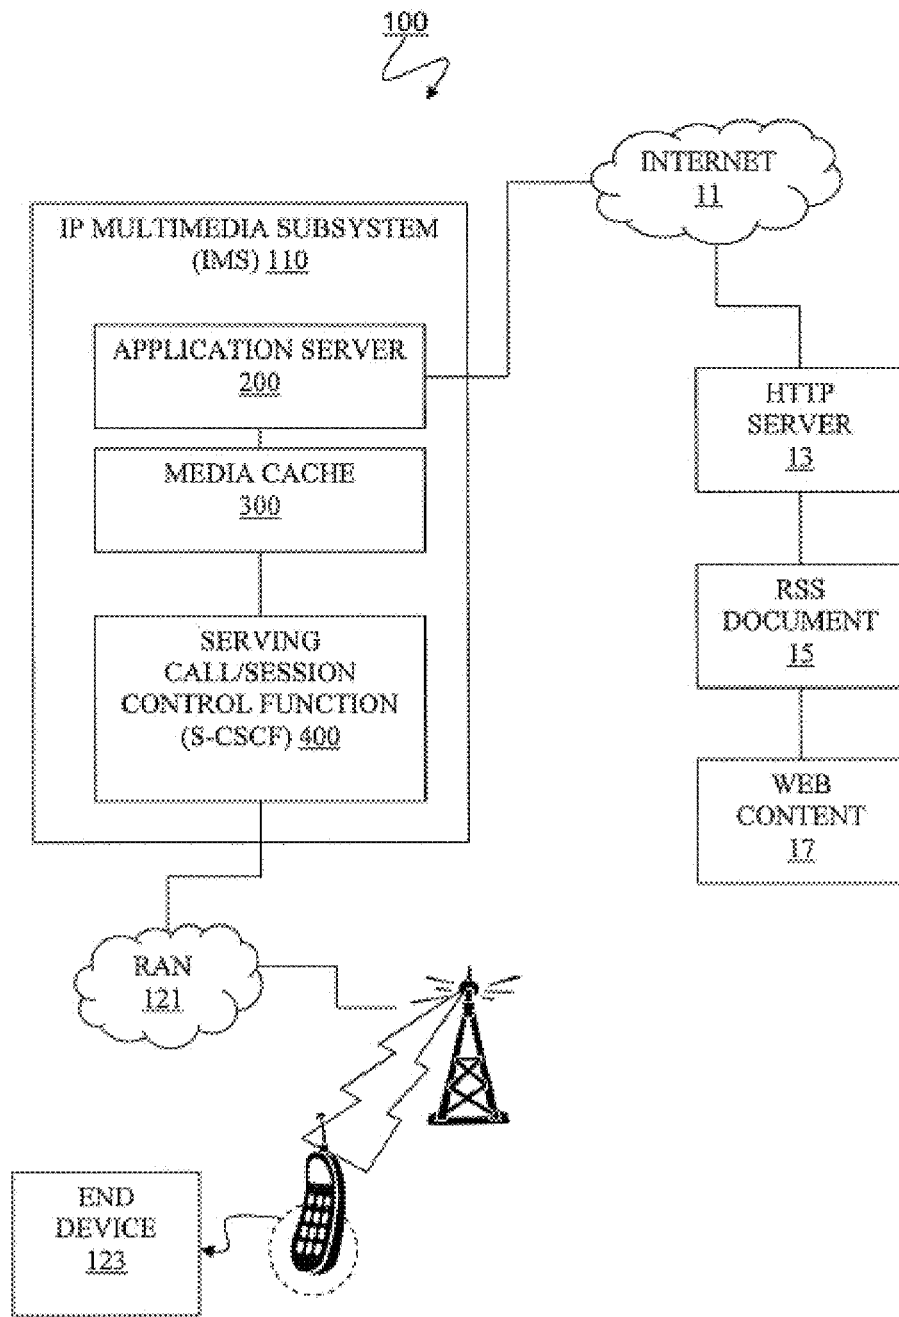 100
INTERNET
11
IP MULTIMEDIA SUBSYSTEM
(IMS) 110
APPLICATION SERVER
200
MEDIA CACHE
300
SERVING
CALL/SESSION
CONTROL FUNCTION
(S-CSCF) 400
HTTP
SERVER
13
RSS
DOCUMENT
15
WEB
CONTENT
17
RAN
121
END
DEVICE
123